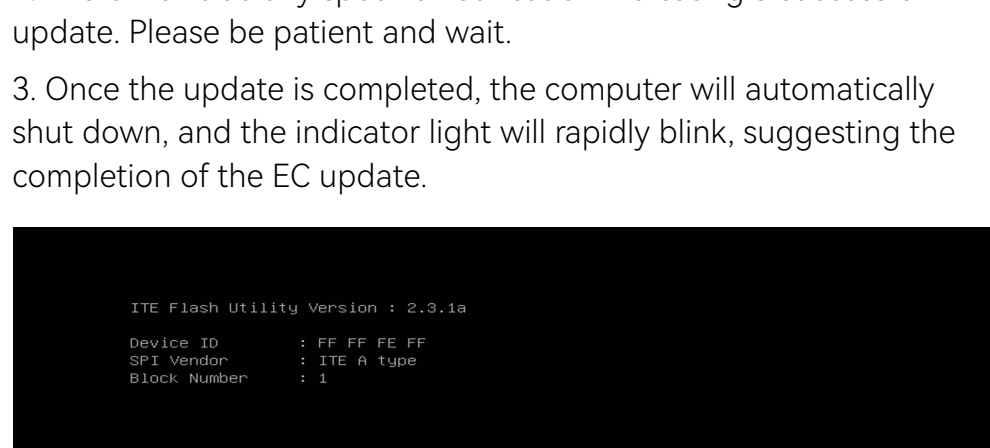 update. Please be patient and wait.
3. Once the update is completed, the computer will automatically
shut down, and the indicator light will rapidly blink, suggesting the
completion of the EC update.
ITE Flash Utility Version : 2.3.1a
Device ID : FF FF FE FF
SPI Vendor : ITE A type
Block Number : 1